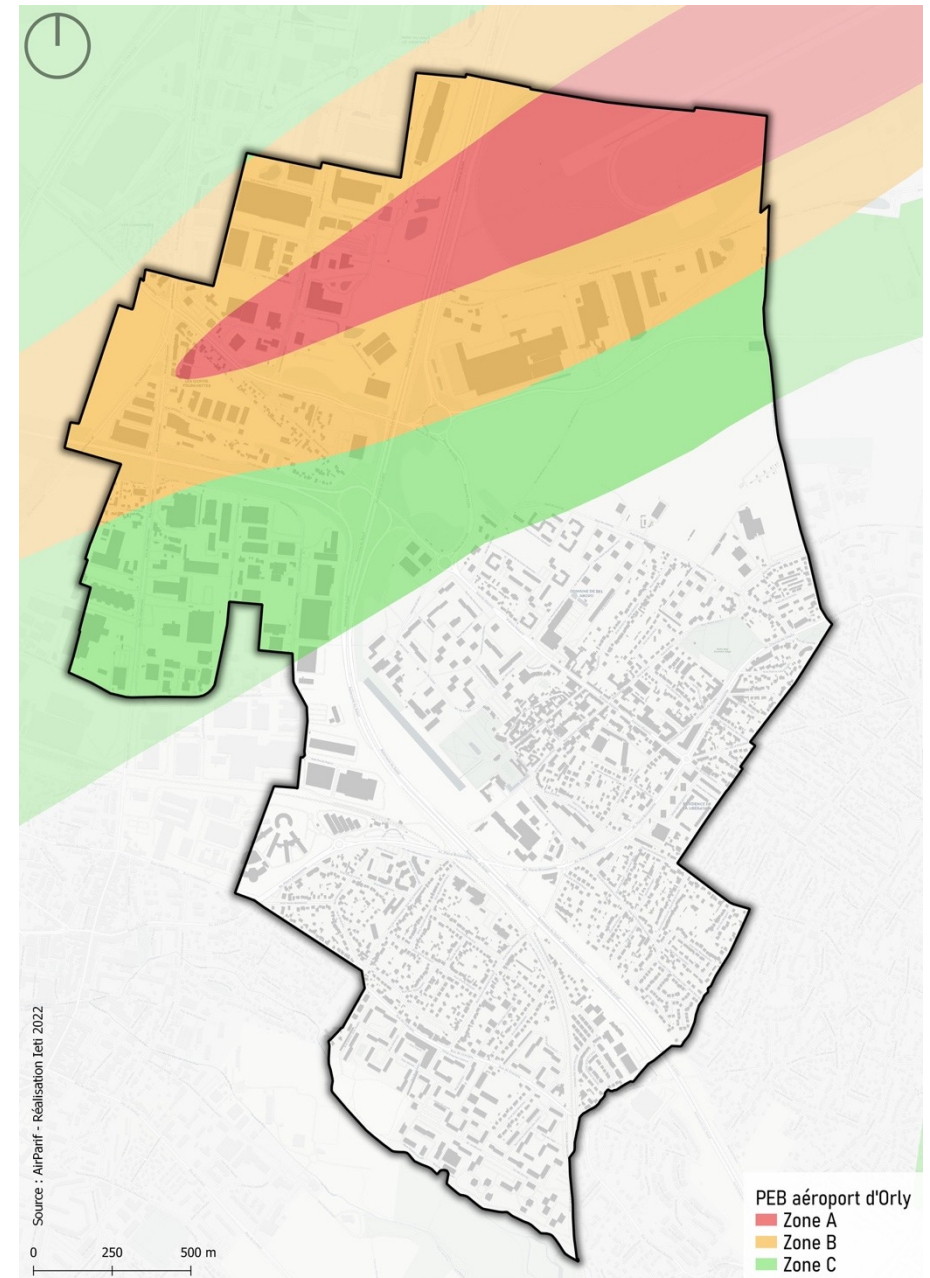 Source : AirParif - Réalisation Ieti 2022
0 250 500 m
PEB aéroport d'Orly
Zone A
Zone B
Zone C